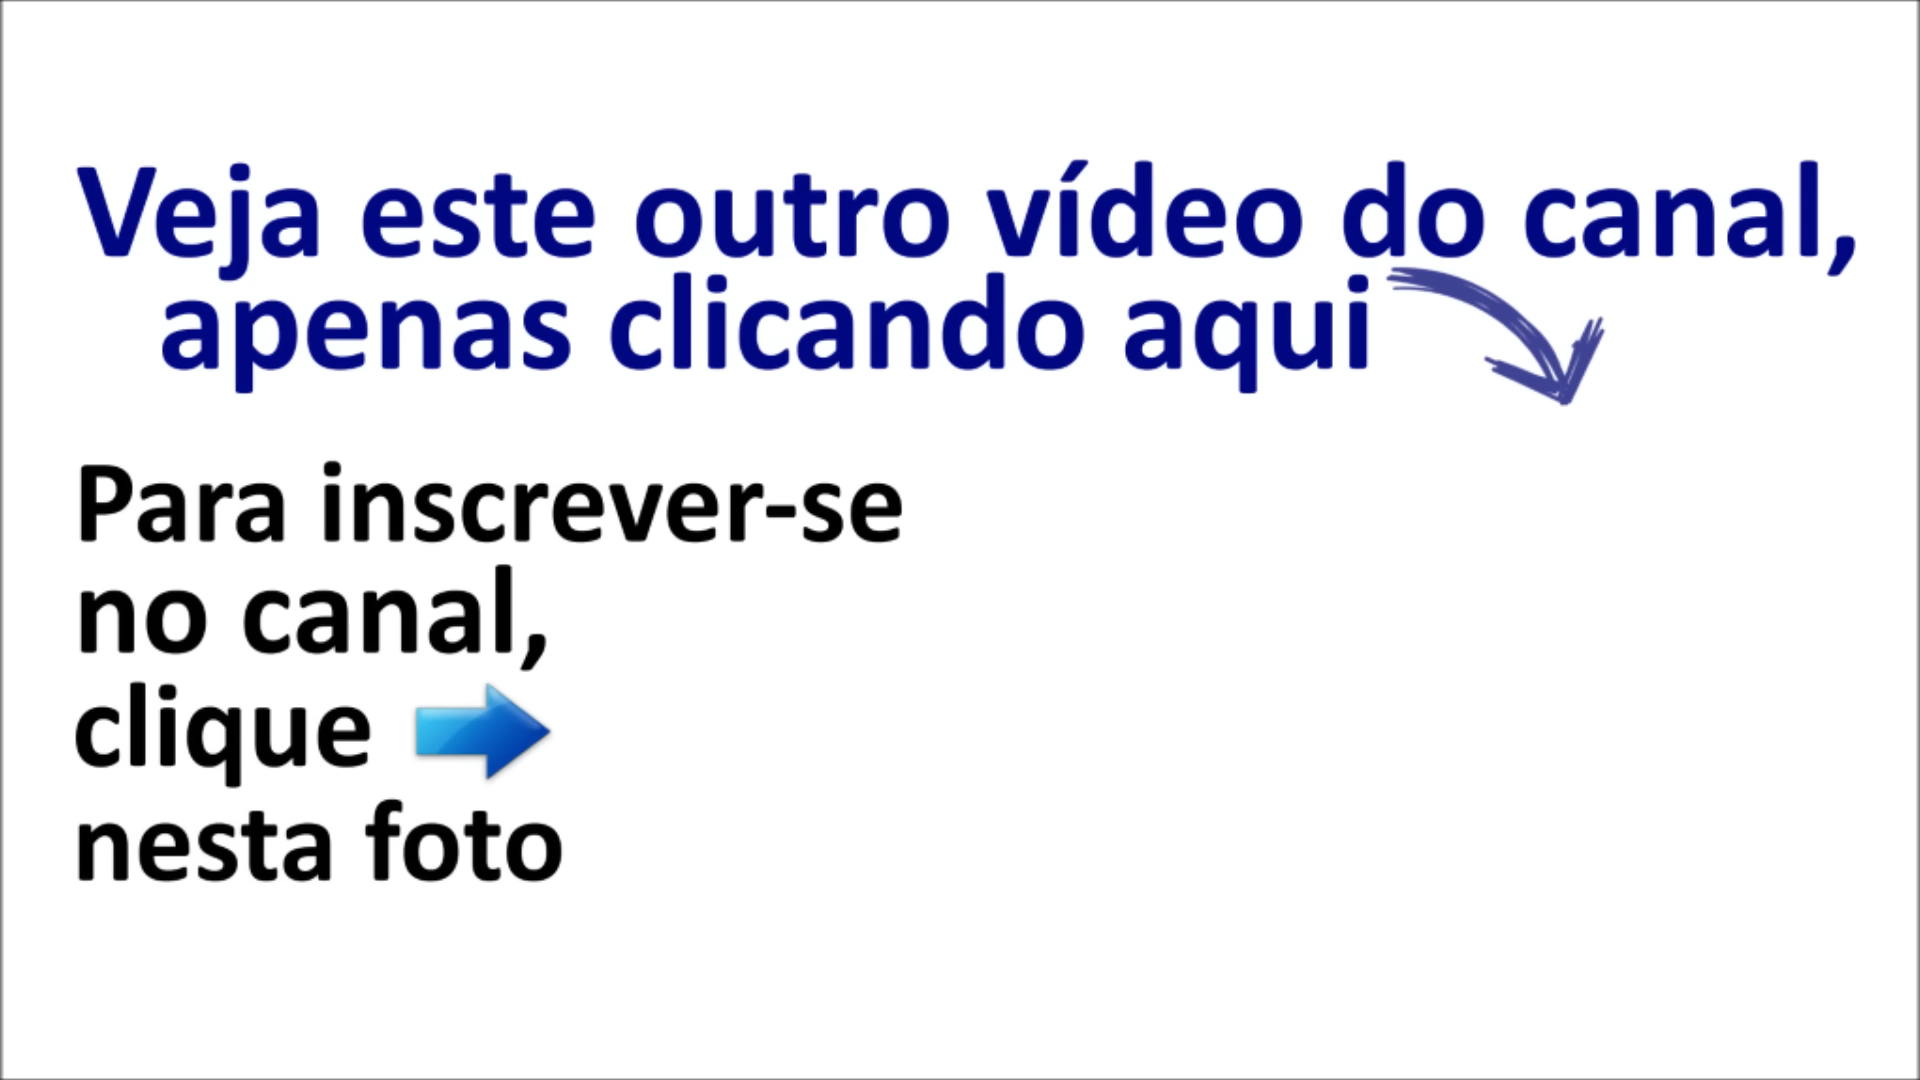 Veja este outro vídeo do canal,
apenas clicando aqui
Para inscrever-se
no canal,
clique
nesta foto